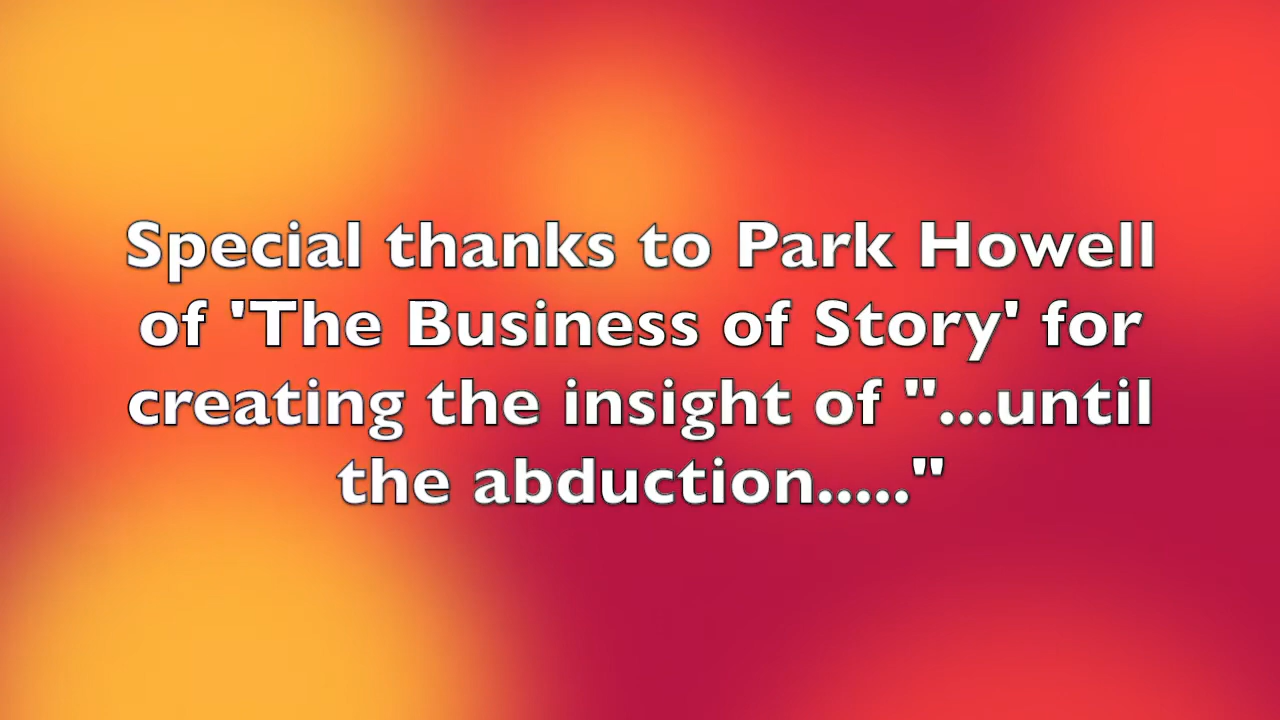 Special thanks to Park Howell
of 'The Business of Story' for
creating the insight of "...until
the abduction....."